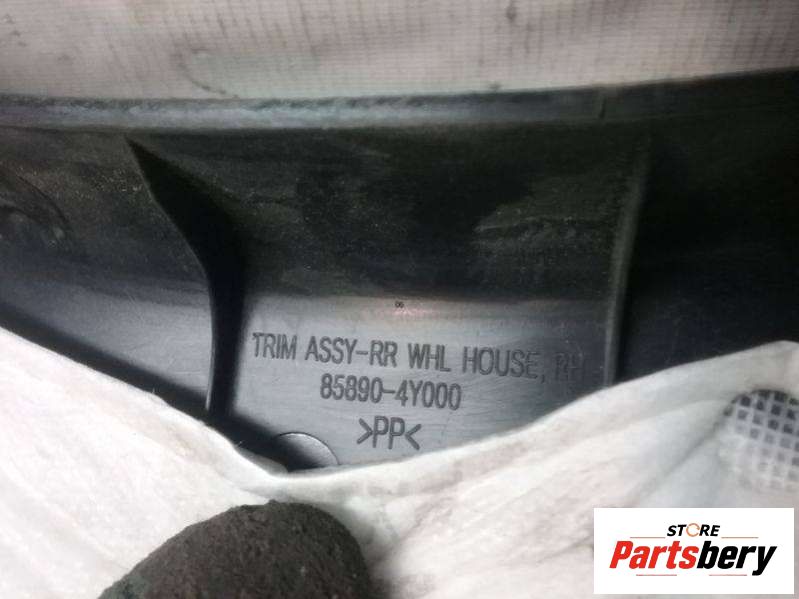 TRIM ASSY-RR WHL HOUSE, RH
85890-4Y000
>PP<
STORE
Partsbery